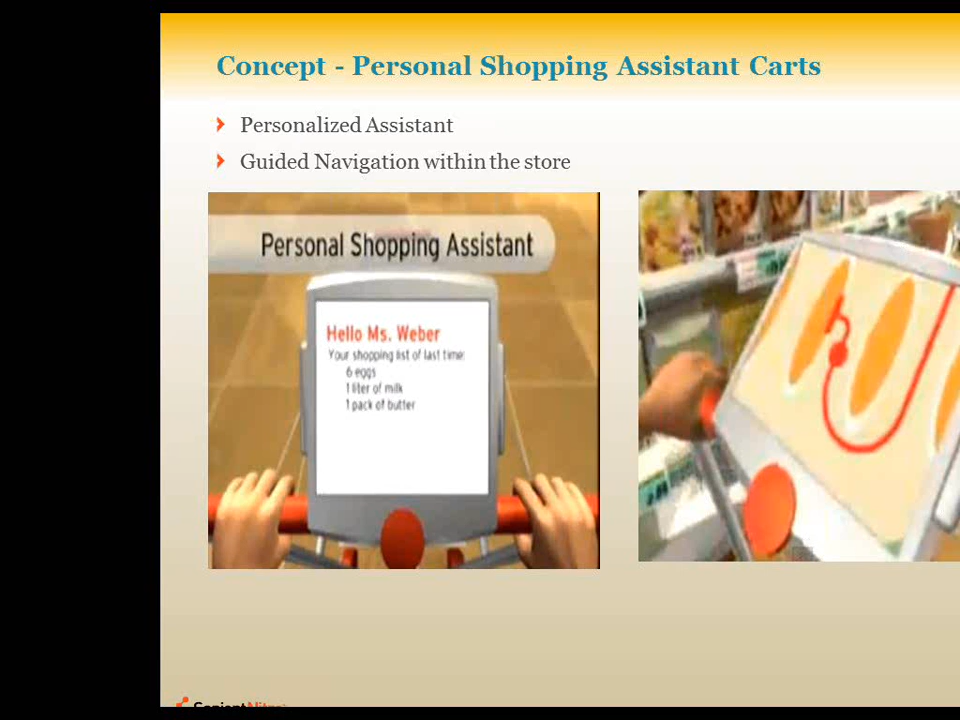 Concept - Personal Shopping Assistant Carts
Personalized Assistant
Guided Navigation within the store
Personal Shopping Assistant
Hello Ms. Weber
Your shopping list of last time:
6 eggs
1 liter of milk
1 pack of butter
SapientNitro